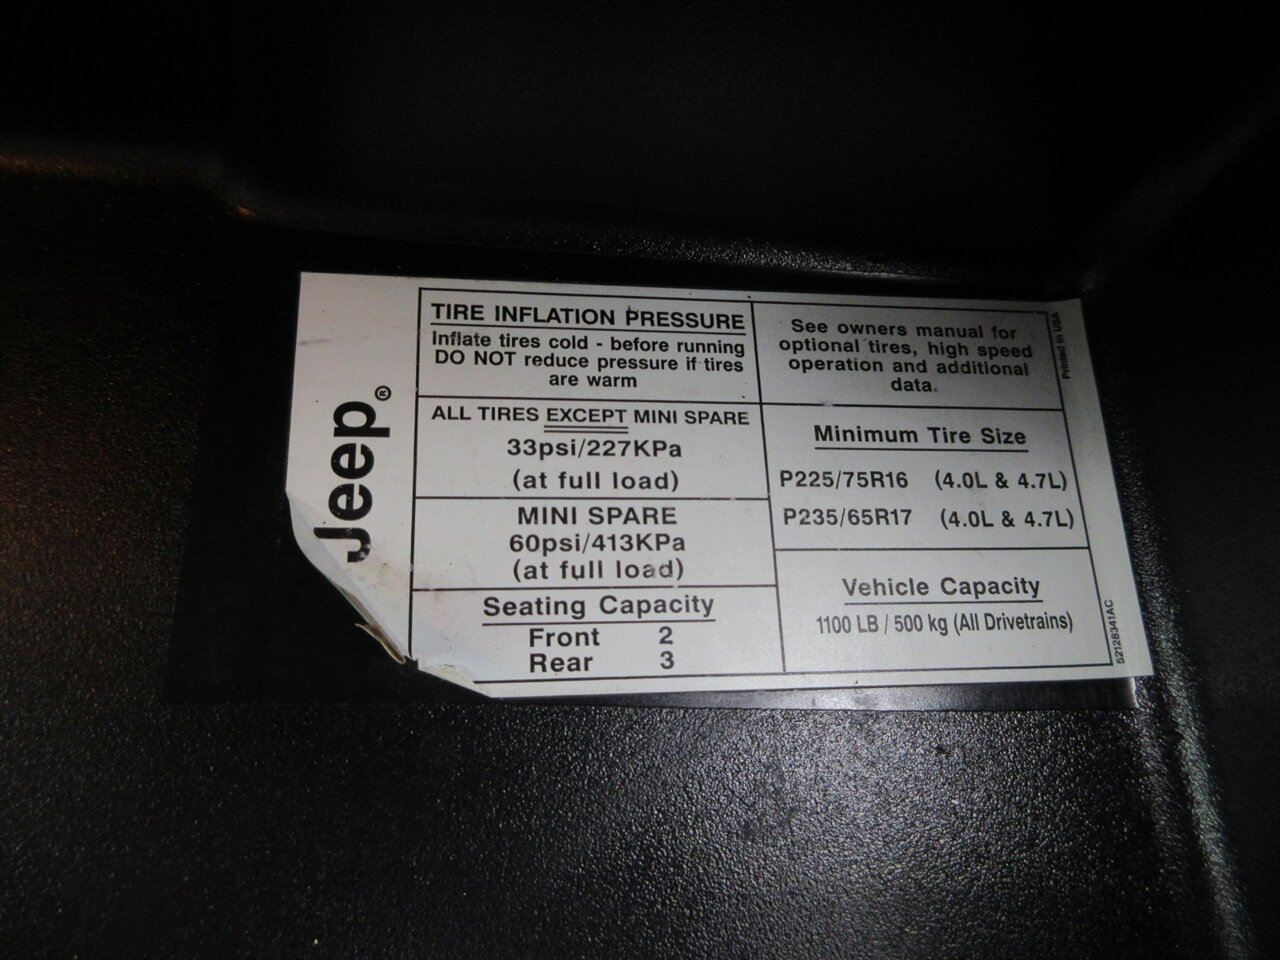 Jeep®
TIRE INFLATION PRESSURE
Inflate tires cold - before running
DO NOT reduce pressure if tires
are warm
ALL TIRES EXCEPT MINI SPARE
33psi/227KPa
(at full load)
MINI SPARE
60psi/413KPa
(at full load)
Seating Capacity
Front 2
Rear 3
See owners manual for
optional tires, high speed
operation and additional
data.
Minimum Tire Size
P225/75R16 (4.0L & 4.7L)
P235/65R17 (4.0L & 4.7L)
Vehicle Capacity
1100 LB / 500 kg (All Drivetrains)
Printed in USA
52128341AC